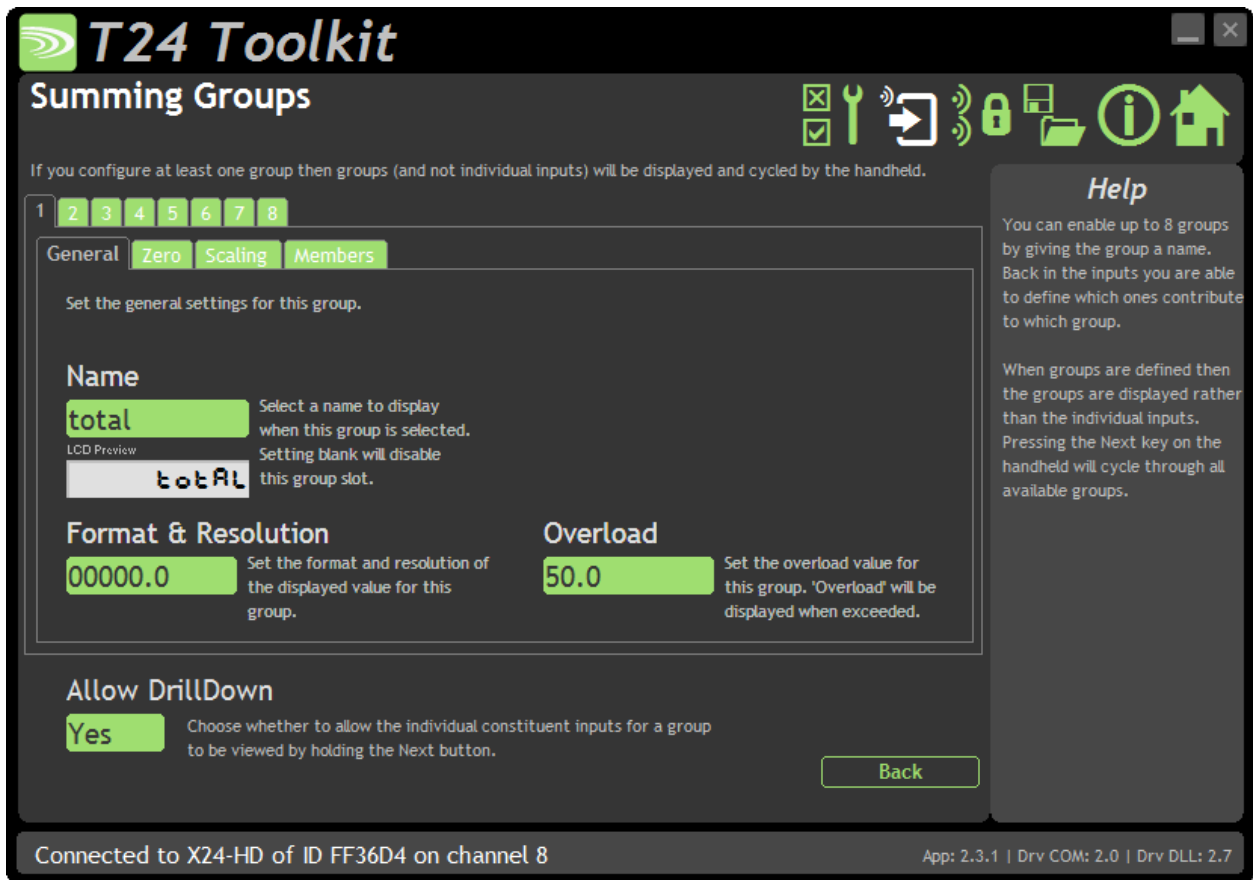 T24 Toolkit
Summing Groups
If you configure at least one group then groups (and not individual inputs) will be displayed and cycled by the handheld.
1 2 3 4 5 6 7 8
General Zero Scaling Members
Set the general settings for this group.
Name
total
Select a name to display
when this group is selected.
Setting blank will disable
this group slot.
LCD Preview
totAL
Format & Resolution
00000.0
Set the format and resolution of
the displayed value for this
group.
Overload
50.0
Set the overload value for
this group. 'Overload' will be
displayed when exceeded.
Allow DrillDown
Yes
Choose whether to allow the individual constituent inputs for a group
to be viewed by holding the Next button.
Back
Help
You can enable up to 8 groups
by giving the group a name.
Back in the inputs you are able
to define which ones contribute
to which group.
When groups are defined then
the groups are displayed rather
than the individual inputs.
Pressing the Next key on the
handheld will cycle through all
available groups.
Connected to X24-HD of ID FF36D4 on channel 8
App: 2.3.1 | Drv COM: 2.0 | Drv DLL: 2.7